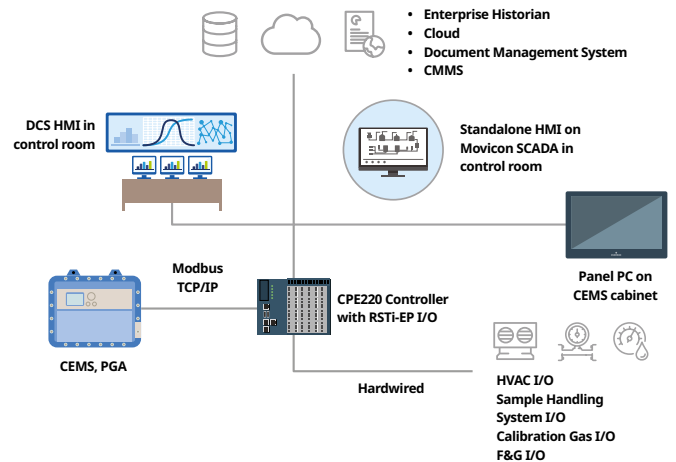 • Enterprise Historian
• Cloud
• Document Management System
• CMMS
DCS HMI in
control room
Standalone HMI on
Movicon SCADA in
control room
Modbus
TCP/IP
Panel PC on
CEMS cabinet
CPE220 Controller
with RSTi-EP I/O
CEMS, PGA
Hardwired
HVAC I/O
Sample Handling
System I/O
Calibration Gas I/O
F&G I/O